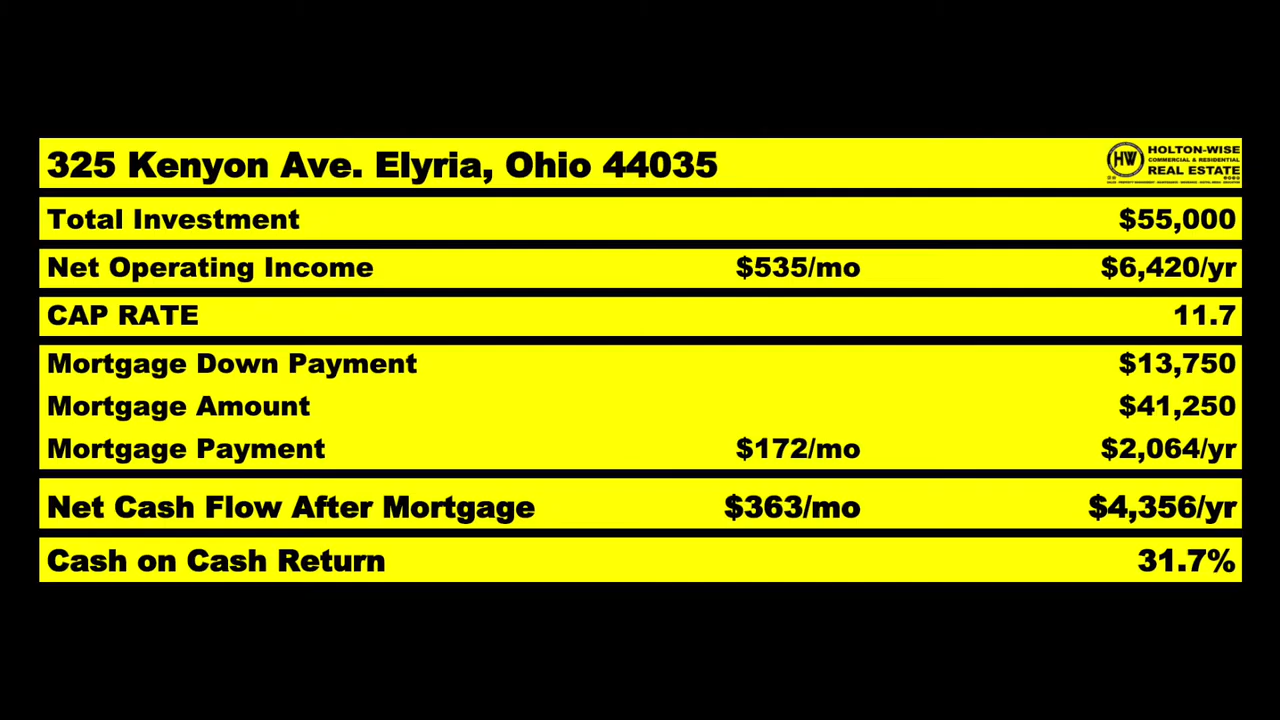 325 Kenyon Ave. Elyria, Ohio 44035
HW
HOLTON-WISE
COMMERCIAL & RESIDENTIAL
REAL ESTATE
Total Investment $55,000
Net Operating Income $535/mo $6,420/yr
CAP RATE 11.7
Mortgage Down Payment $13,750
Mortgage Amount $41,250
Mortgage Payment $172/mo $2,064/yr
Net Cash Flow After Mortgage $363/mo $4,356/yr
Cash on Cash Return 31.7%